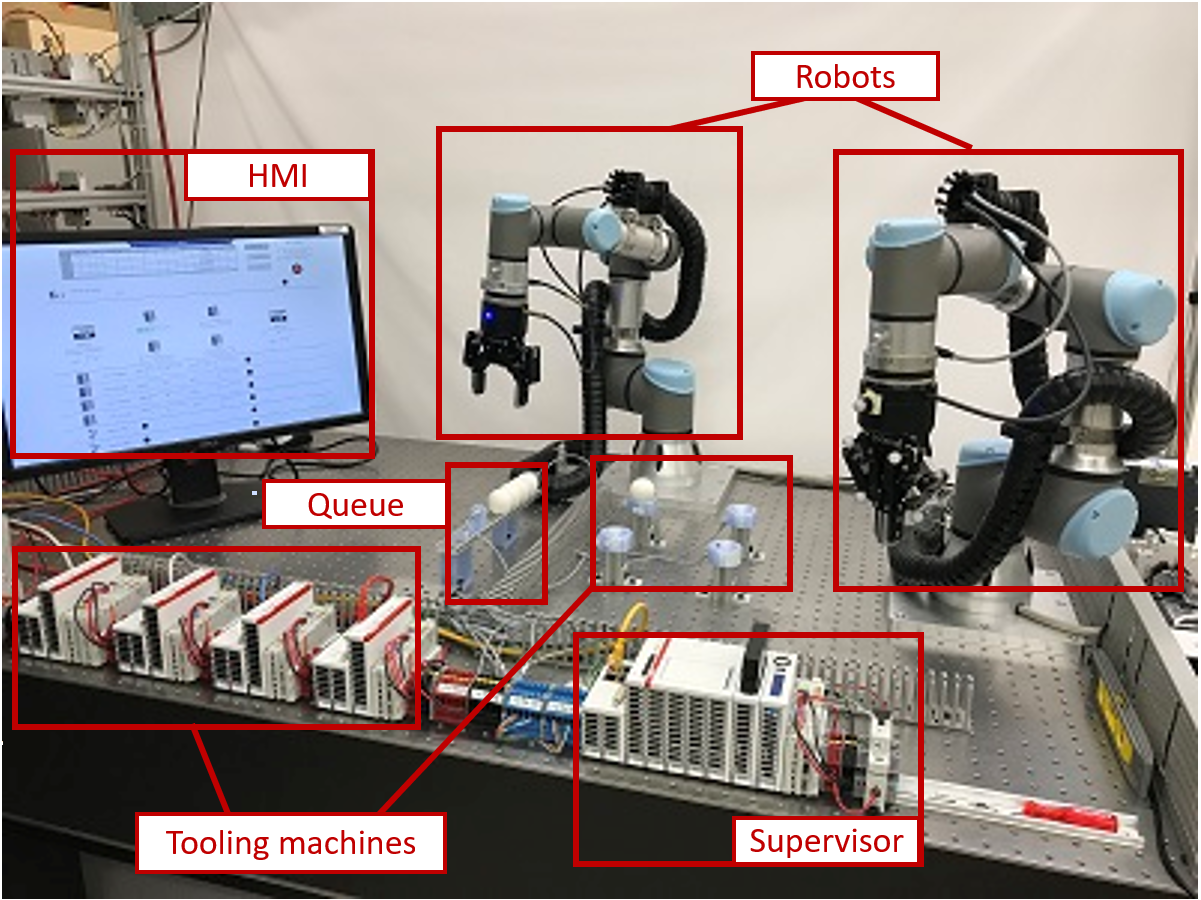 Robots
HMI
Queue
Tooling machines
Supervisor